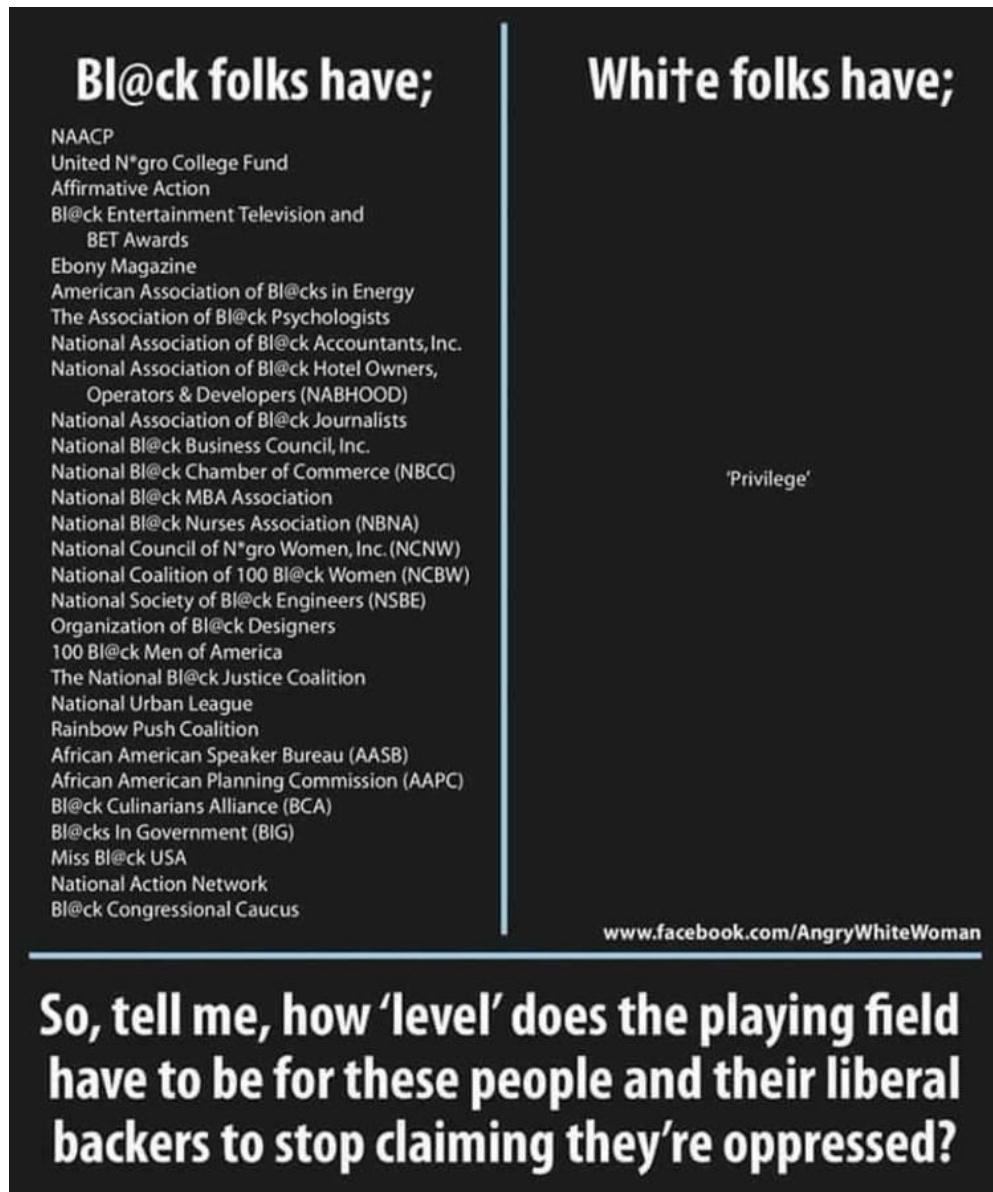 Bl@ck folks have;
NAACP
United N*gro College Fund
Affirmative Action
Bl@ck Entertainment Television and
BET Awards
Ebony Magazine
American Association of Bl@cks in Energy
The Association of Bl@ck Psychologists
National Association of Bl@ck Accountants, Inc.
National Association of Bl@ck Hotel Owners,
Operators & Developers (NABHOOD)
National Association of Bl@ck Journalists
National Bl@ck Business Council, Inc.
National Bl@ck Chamber of Commerce (NBCC)
National Bl@ck MBA Association
National Bl@ck Nurses Association (NBNA)
National Council of N*gro Women, Inc. (NCNW)
National Coalition of 100 Bl@ck Women (NCBW)
National Society of Bl@ck Engineers (NSBE)
Organization of Bl@ck Designers
100 Bl@ck Men of America
The National Bl@ck Justice Coalition
National Urban League
Rainbow Push Coalition
African American Speaker Bureau (AASB)
African American Planning Commission (AAPC)
Bl@ck Culinarians Alliance (BCA)
Bl@cks In Government (BIG)
Miss Bl@ck USA
National Action Network
Bl@ck Congressional Caucus
Whi†e folks have;
'Privilege'
www.facebook.com/AngryWhiteWoman
So, tell me, how 'level' does the playing field
have to be for these people and their liberal
backers to stop claiming they're oppressed?